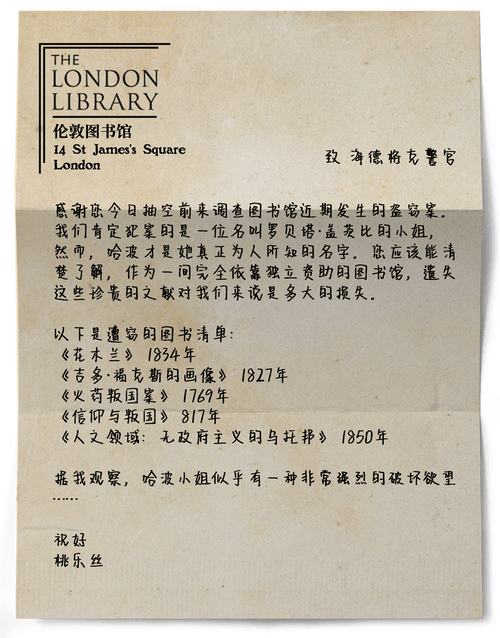 THE
LONDON
LIBRARY
伦敦图书馆
14 St James's Square
London
致 海德格克警官
感谢您今日抽空前来调查图书馆近期发生的盗窃案。
我们肯定犯案的是一位名叫罗贝塔·盖茨比的小姐，
然而，哈波才是她真正为人所知的名字。您应该能清
楚了解，作为一间完全依靠独立资助的图书馆，遗失
这些珍贵的文献对我们来说是多大的损失。
以下是遭窃的图书清单：
《花木兰》 1834年
《吉多·福克斯的画像》 1827年
《火药叛国案》 1769年
《信仰与叛国》 817年
《人文领域：无政府主义的乌托邦》 1850年
据我观察，哈波小姐似乎有一种非常强烈的破坏欲望
……
祝好
桃乐丝